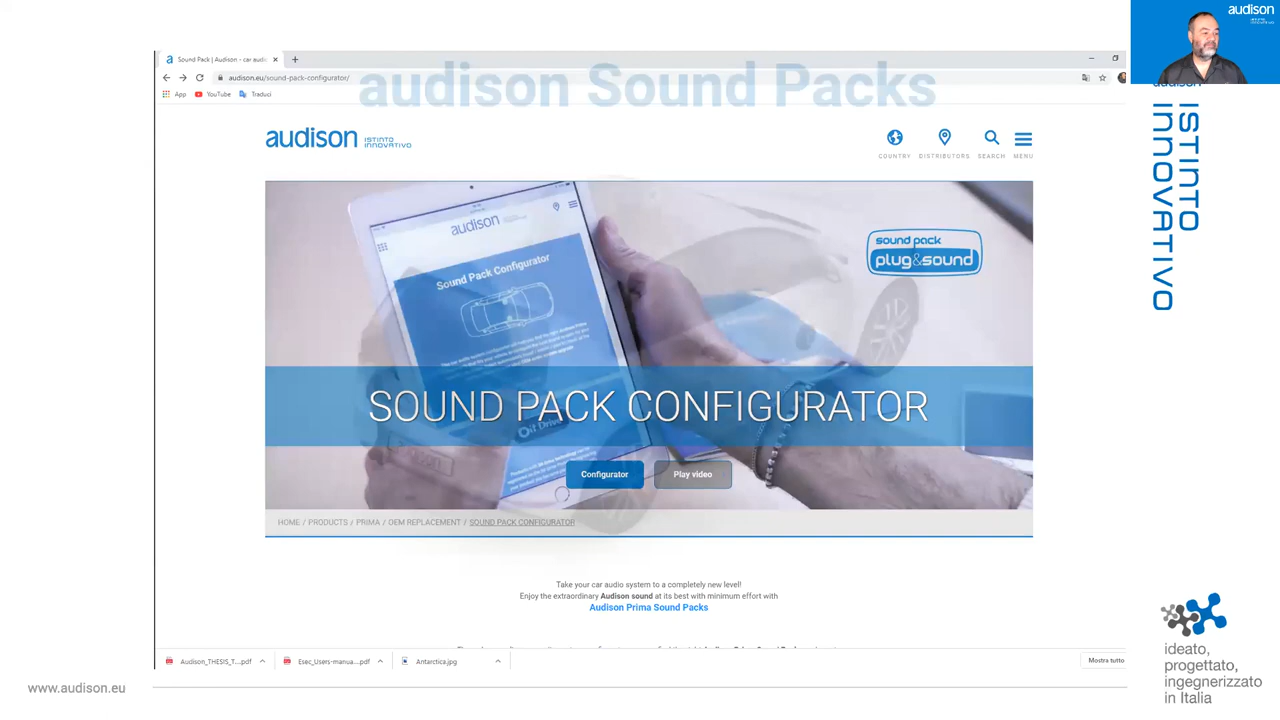 audison
Sound Pack | Audison - car audi
audison.eu/sound-pack-configurator/
audison Sound Packs
App YouTube Traduci
audison ISTINTO INNOVATIVO
COUNTRY DISTRIBUTORS SEARCH MENU
audison
Sound Pack Configurator
sound pack
plug&sound
SOUND PACK CONFIGURATOR
bit Drive
Configurator Play video
HOME / PRODUCTS / PRIMA / OEM REPLACEMENT / SOUND PACK CONFIGURATOR
Take your car audio system to a completely new level!
Enjoy the extraordinary Audison sound at its best with minimum effort with
Audison Prima Sound Packs
Audison_THESIS_T....pdf Esec_Users-manua....pdf Antarctica.jpg Mostra tutto
www.audison.eu
ISTINTO
INNOVATIVO
ideato,
progettato,
ingegnerizzato
in Italia